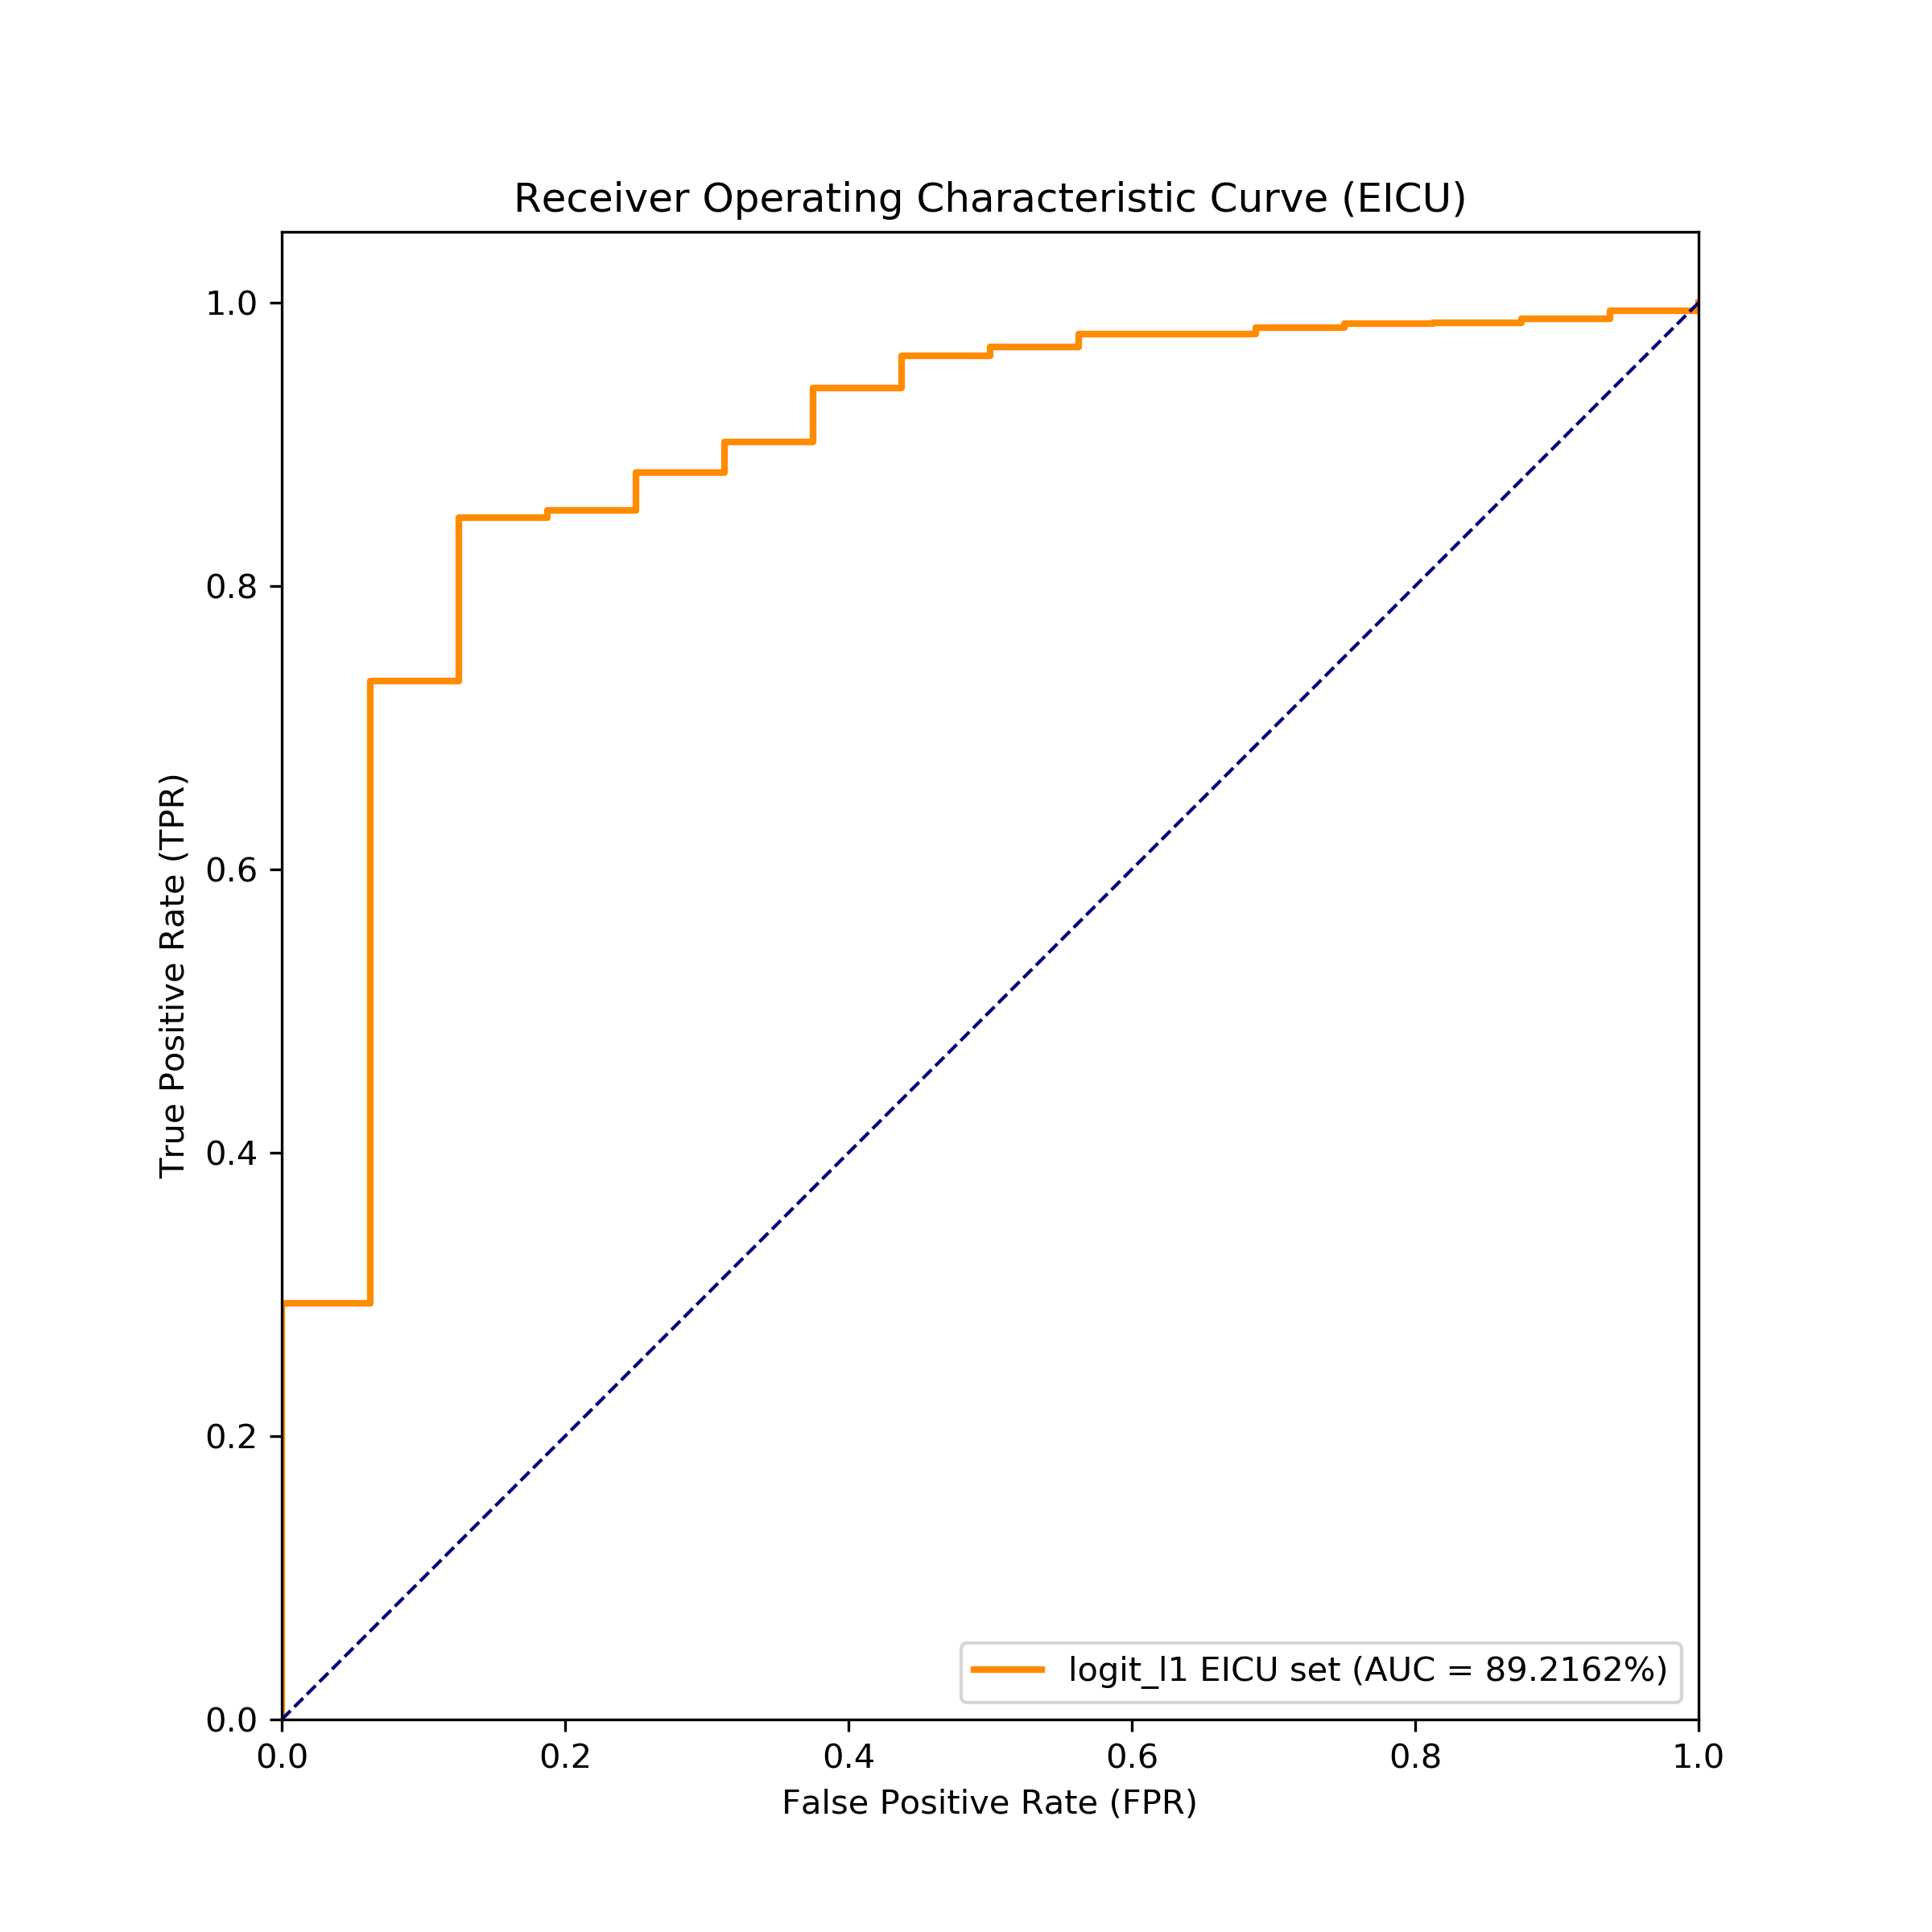 Receiver Operating Characteristic Curve (EICU)
1.0
0.8
0.6
0.4
0.2
0.0
True Positive Rate (TPR)
logit_l1 EICU set (AUC = 89.2162%)
0.0 0.2 0.4 0.6 0.8 1.0
False Positive Rate (FPR)